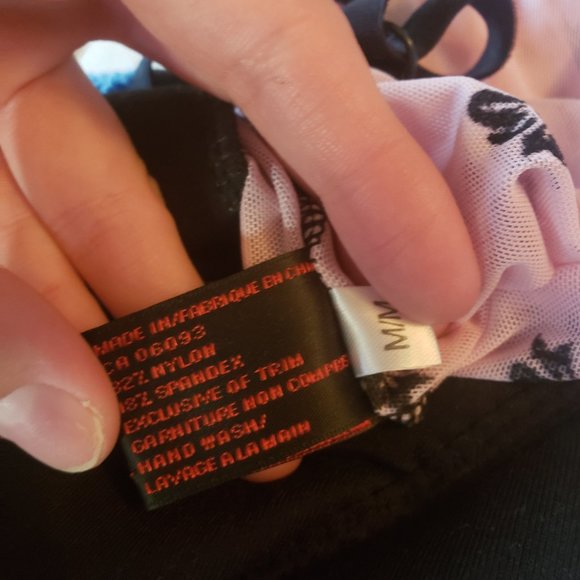 MADE IN/FABRIQUE EN CHI
CA 06093
82% NYLON
18% SPANDEX
EXCLUSIVE OF TRIM
GARNITURE NON COMPRI
HAND WASH/
LAVAGE A LA MAIN
M/M